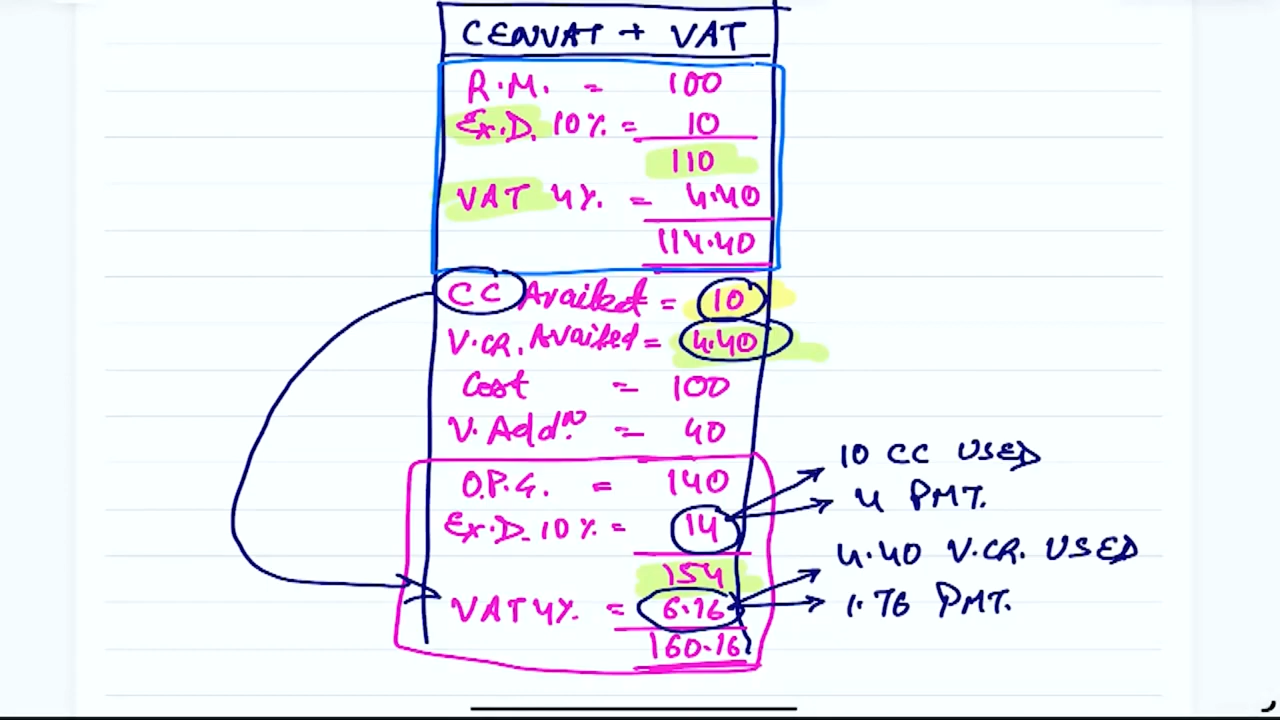 CENVAT + VAT
R.M. = 100
Ex.D. 10% = 10
110
VAT 4% = 4.40
114.40
CC Availed = 10
V.CR. Availed = 4.40
Cost = 100
V. Addn. = 40
O.P.G. = 140
Ex.D. 10% = 14
10 CC USED
4 PMT.
154
VAT 4% = 6.16
4.40 V.CR. USED
1.76 PMT.
160.16